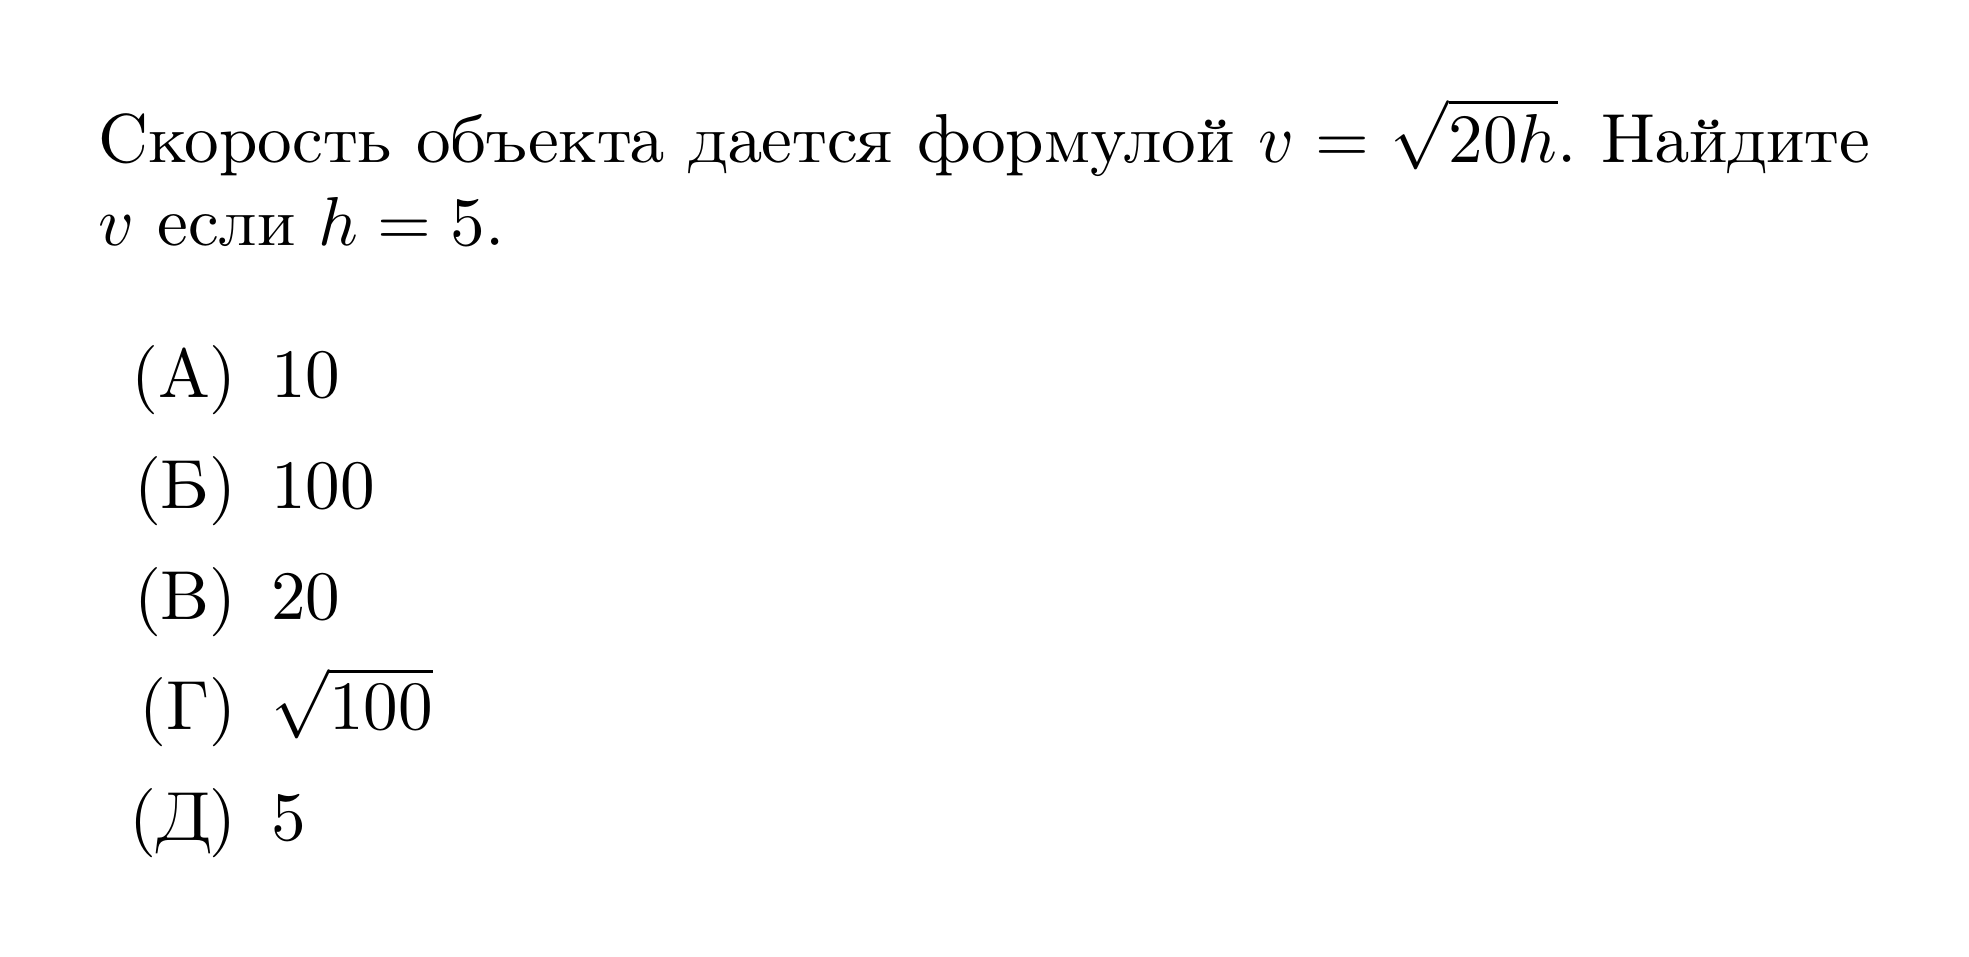 Скорость объекта дается формулой $v = \sqrt{20h}$. Найдите
$v$ если $h = 5$.
(А) 10
(Б) 100
(В) 20
(Г) $\sqrt{100}$
(Д) 5